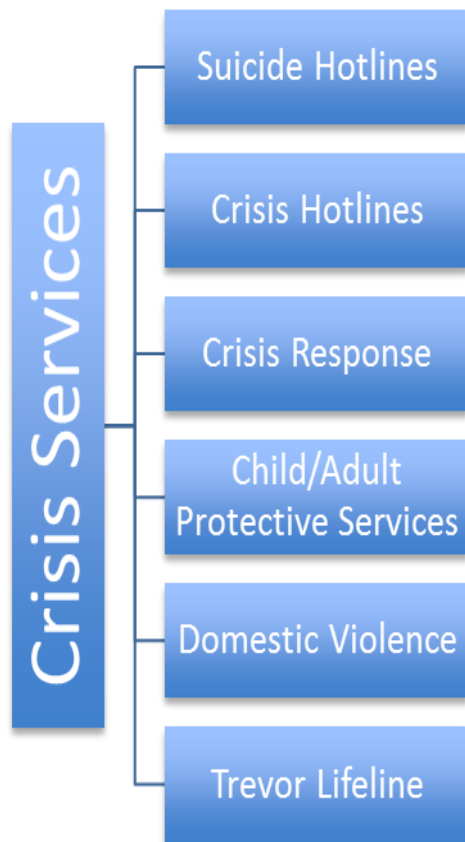 Crisis Services
Suicide Hotlines
Crisis Hotlines
Crisis Response
Child/Adult
Protective Services
Domestic Violence
Trevor Lifeline